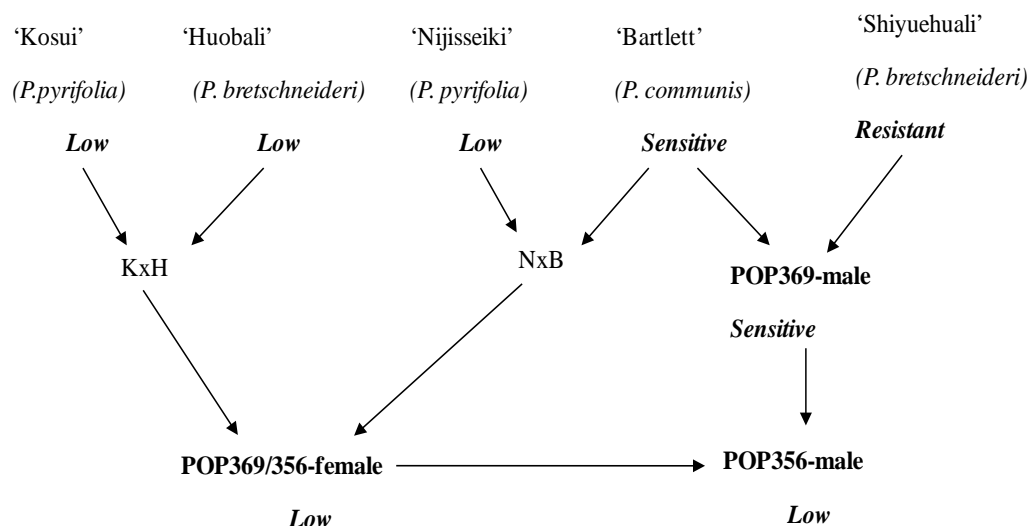 ‘Kosui’ ‘Huobali’ ‘Nijisseiki’ ‘Bartlett’ ‘Shiyuehuali’
(P.pyrifolia) (P. bretschneideri) (P. pyrifolia) (P. communis) (P. bretschneideri)
Low Low Low Sensitive Resistant
KxH NxB POP369-male
Sensitive
POP369/356-female POP356-male
Low Low